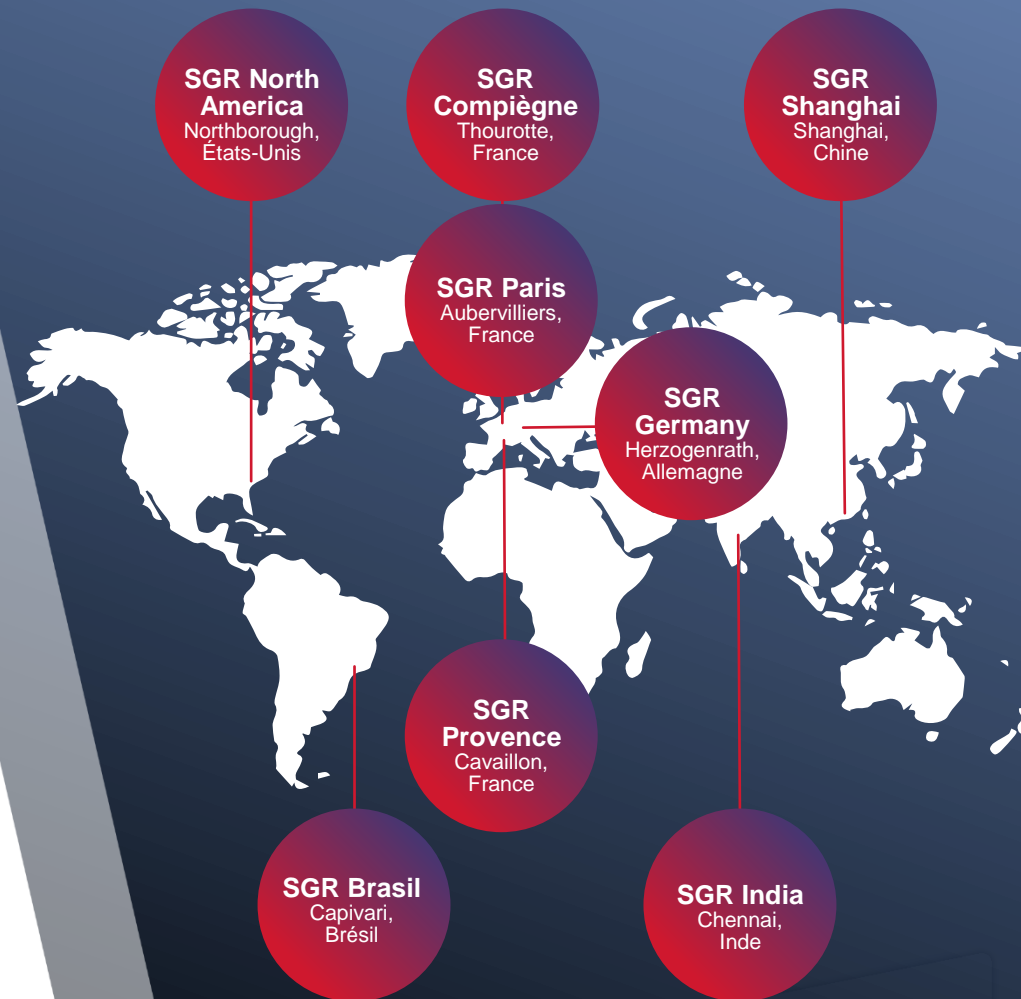 SGR North
America
Northborough,
États-Unis
SGR
Compiègne
Thourotte,
France
SGR
Shanghai
Shanghai,
Chine
SGR Paris
Aubervilliers,
France
SGR
Germany
Herzogenrath,
Allemagne
SGR
Provence
Cavaillon,
France
SGR Brasil
Capivari,
Brésil
SGR India
Chennai,
Inde